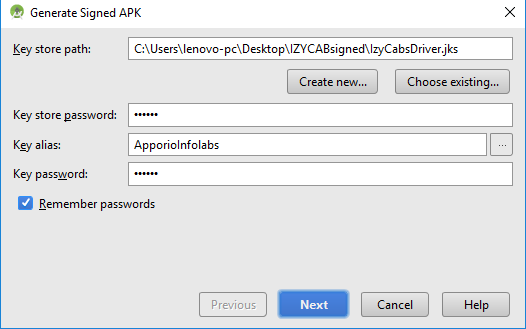 Generate Signed APK
Key store path: C:\Users\lenovo-pc\Desktop\IZYCABsigned\IzyCabsDriver.jks
Create new... Choose existing...
Key store password: ••••••
Key alias: ApporioInfolabs ...
Key password: ••••••
Remember passwords
Previous Next Cancel Help